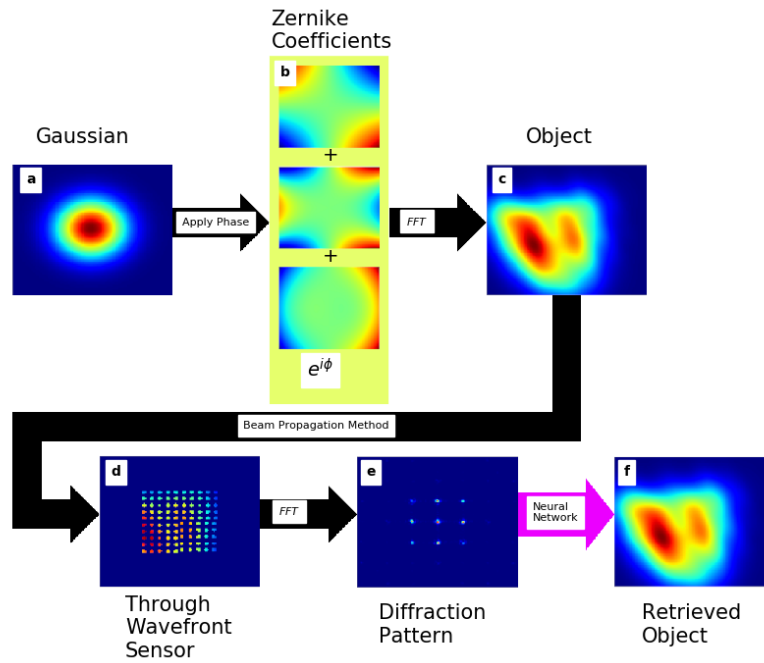 Zernike
Coefficients
Gaussian
Object
a
b
c
Apply Phase
+
+
FFT
e^{iϕ}
Beam Propagation Method
d
e
f
FFT
Neural
Network
Through
Wavefront
Sensor
Diffraction
Pattern
Retrieved
Object